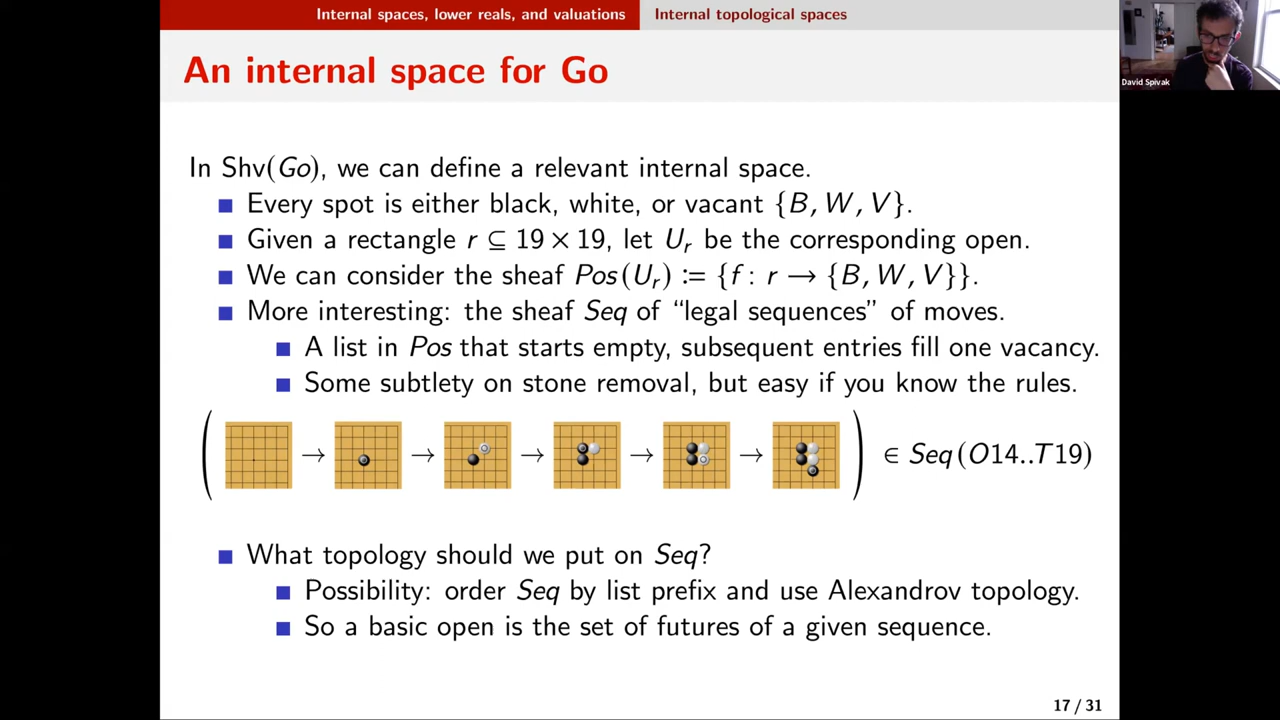 Internal spaces, lower reals, and valuations Internal topological spaces
An internal space for Go
David Spivak
In Shv(Go), we can define a relevant internal space.
Every spot is either black, white, or vacant {B, W, V}.
Given a rectangle r ⊆ 19 × 19, let U_r be the corresponding open.
We can consider the sheaf Pos(U_r) := {f : r → {B, W, V}}.
More interesting: the sheaf Seq of “legal sequences” of moves.
A list in Pos that starts empty, subsequent entries fill one vacancy.
Some subtlety on stone removal, but easy if you know the rules.
( → → → → → ) ∈ Seq(O14..T19)
What topology should we put on Seq?
Possibility: order Seq by list prefix and use Alexandrov topology.
So a basic open is the set of futures of a given sequence.
17 / 31